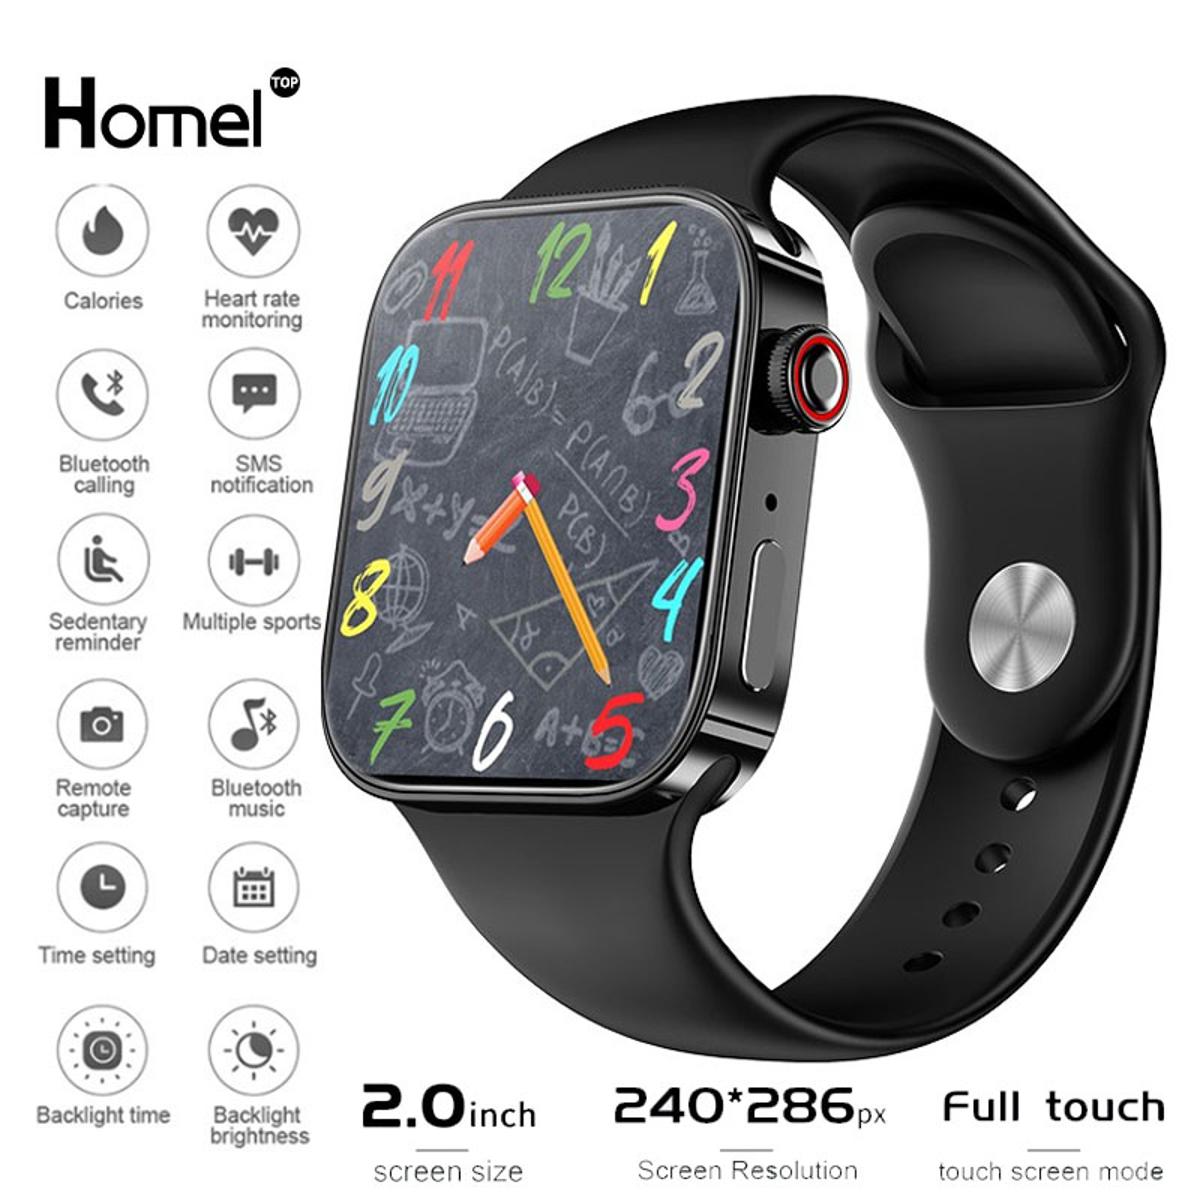 Homel TOP
Calories
Heart rate
monitoring
Bluetooth
calling
SMS
notification
Sedentary
reminder
Multiple sports
Remote
capture
Bluetooth
music
Time setting
Date setting
Backlight time
Backlight
brightness
11 12 1
10 2
9 3
8 4
7 6 5
P(A|B)=
P(A∩B)
P(B)
x+y=
A
B
α
β
γ
A+b=c
2.0inch
screen size
240*286px
Screen Resolution
Full touch
touch screen mode